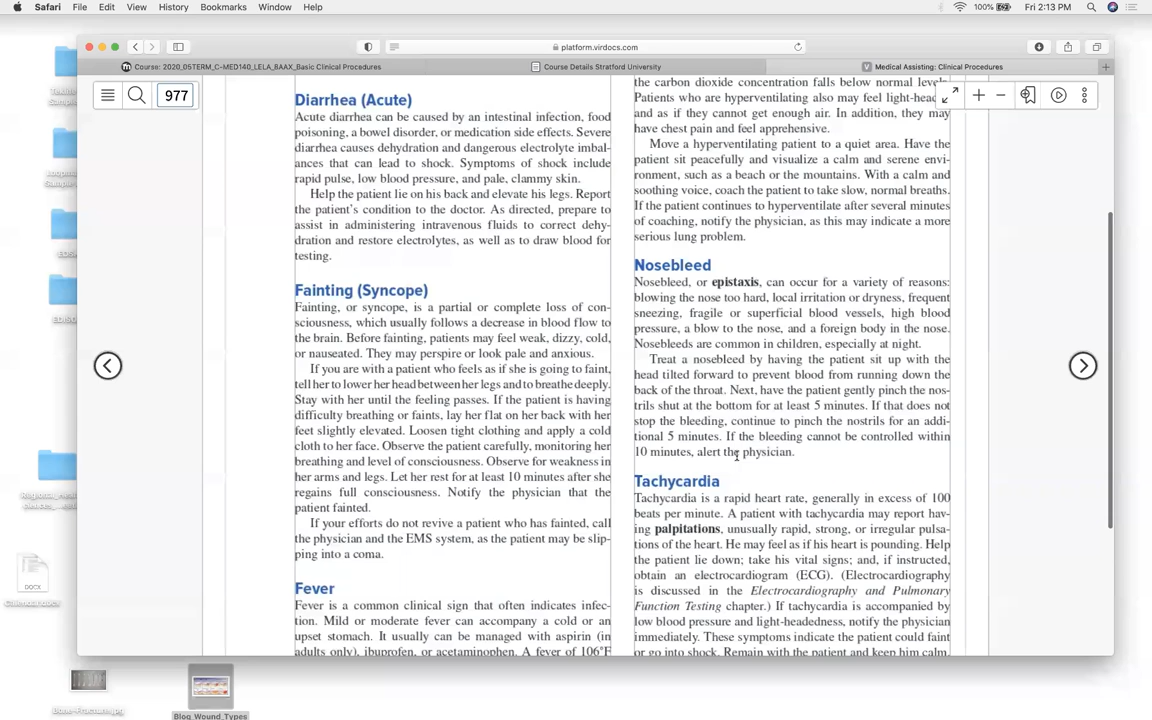 Safari File Edit View History Bookmarks Window Help
100% Fri 2:13 PM
platform.virdocs.com
Course: 2020_05TERM_C-MED140_LELA_8AAX_Basic Clinical Procedures
Course Details Stratford University
Medical Assisting: Clinical Procedures
977
Diarrhea (Acute)
Acute diarrhea can be caused by an intestinal infection, food
poisoning, a bowel disorder, or medication side effects. Severe
diarrhea causes dehydration and dangerous electrolyte imbal-
ances that can lead to shock. Symptoms of shock include
rapid pulse, low blood pressure, and pale, clammy skin.
Help the patient lie on his back and elevate his legs. Report
the patient's condition to the doctor. As directed, prepare to
assist in administering intravenous fluids to correct dehy-
dration and restore electrolytes, as well as to draw blood for
testing.
Fainting (Syncope)
Fainting, or syncope, is a partial or complete loss of con-
sciousness, which usually follows a decrease in blood flow to
the brain. Before fainting, patients may feel weak, dizzy, cold,
or nauseated. They may perspire or look pale and anxious.
If you are with a patient who feels as if she is going to faint,
tell her to lower her head between her legs and to breathe deeply.
Stay with her until the feeling passes. If the patient is having
difficulty breathing or faints, lay her flat on her back with her
feet slightly elevated. Loosen tight clothing and apply a cold
cloth to her face. Observe the patient carefully, monitoring her
breathing and level of consciousness. Observe for weakness in
her arms and legs. Let her rest for at least 10 minutes after she
regains full consciousness. Notify the physician that the
patient fainted.
If your efforts do not revive a patient who has fainted, call
the physician and the EMS system, as the patient may be slip-
ping into a coma.
Fever
Fever is a common clinical sign that often indicates infec-
tion. Mild or moderate fever can accompany a cold or an
upset stomach. It usually can be managed with aspirin (in
adults only), ibuprofen, or acetaminophen. A fever of 106°F
the carbon dioxide concentration falls below normal levels.
Patients who are hyperventilating also may feel light-head
and as if they cannot get enough air. In addition, they may
have chest pain and feel apprehensive.
Move a hyperventilating patient to a quiet area. Have the
patient sit peacefully and visualize a calm and serene envi-
ronment, such as a beach or the mountains. With a calm and
soothing voice, coach the patient to take slow, normal breaths.
If the patient continues to hyperventilate after several minutes
of coaching, notify the physician, as this may indicate a more
serious lung problem.
Nosebleed
Nosebleed, or epistaxis, can occur for a variety of reasons:
blowing the nose too hard, local irritation or dryness, frequent
sneezing, fragile or superficial blood vessels, high blood
pressure, a blow to the nose, and a foreign body in the nose.
Nosebleeds are common in children, especially at night.
Treat a nosebleed by having the patient sit up with the
head tilted forward to prevent blood from running down the
back of the throat. Next, have the patient gently pinch the nos-
trils shut at the bottom for at least 5 minutes. If that does not
stop the bleeding, continue to pinch the nostrils for an addi-
tional 5 minutes. If the bleeding cannot be controlled within
10 minutes, alert the physician.
Tachycardia
Tachycardia is a rapid heart rate, generally in excess of 100
beats per minute. A patient with tachycardia may report hav-
ing palpitations, unusually rapid, strong, or irregular pulsa-
tions of the heart. He may feel as if his heart is pounding. Help
the patient lie down; take his vital signs; and, if instructed,
obtain an electrocardiogram (ECG). (Electrocardiography
is discussed in the Electrocardiography and Pulmonary
Function Testing chapter.) If tachycardia is accompanied by
low blood pressure and light-headedness, notify the physician
immediately. These symptoms indicate the patient could faint
or go into shock. Remain with the patient and keep him calm.
DOCX
Bone-Fracture.jpg
Blog_Wound_Types